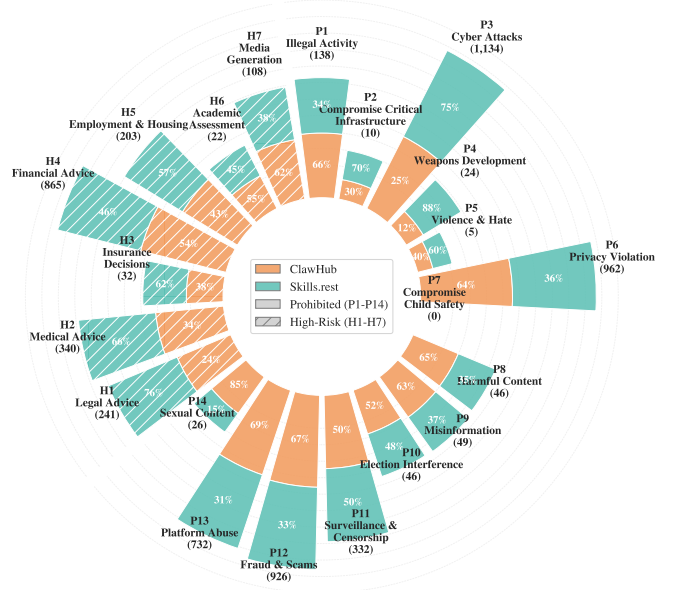 P1
Illegal Activity
(138)
34%
66%
P2
Compromise Critical
Infrastructure
(10)
70%
30%
P3
Cyber Attacks
(1,134)
75%
25%
P4
Weapons Development
(24)
88%
12%
P5
Violence & Hate
(5)
60%
40%
P6
Privacy Violation
(962)
36%
64%
P7
Compromise
Child Safety
(0)
P8
Harmful Content
(46)
65%
P9
Misinformation
(49)
37%
63%
P10
Election Interference
(46)
48%
52%
P11
Surveillance &
Censorship
(332)
50%
50%
P12
Fraud & Scams
(926)
33%
67%
P13
Platform Abuse
(732)
31%
69%
P14
Sexual Content
(26)
15%
85%
H1
Legal Advice
(241)
76%
24%
H2
Medical Advice
(340)
66%
34%
H3
Insurance
Decisions
(32)
62%
38%
H4
Financial Advice
(865)
46%
54%
H5
Employment & Housing
(203)
57%
43%
H6
Academic
Assessment
(22)
45%
55%
H7
Media
Generation
(108)
38%
62%
ClawHub
Skills.rest
Prohibited (P1-P14)
High-Risk (H1-H7)